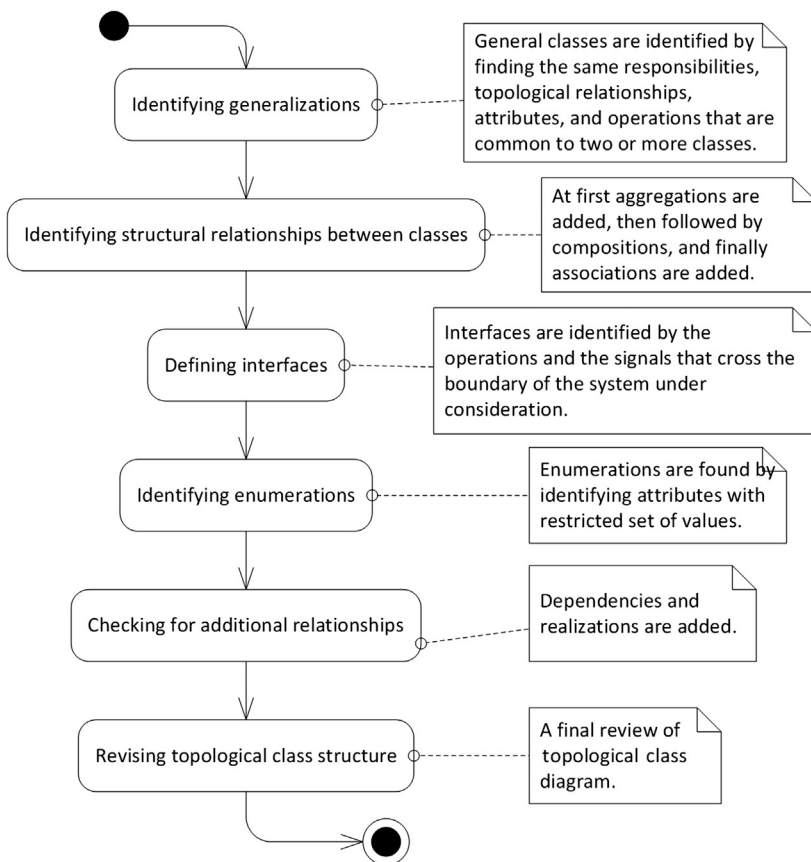 General classes are identified by
finding the same responsibilities,
topological relationships,
attributes, and operations that are
common to two or more classes.
Identifying generalizations
At first aggregations are
added, then followed by
compositions, and finally
associations are added.
Identifying structural relationships between classes
Interfaces are identified by the
operations and the signals that cross the
boundary of the system under
consideration.
Defining interfaces
Enumerations are found by
identifying attributes with
restricted set of values.
Identifying enumerations
Dependencies and
realizations are added.
Checking for additional relationships
A final review of
topological class
diagram.
Revising topological class structure